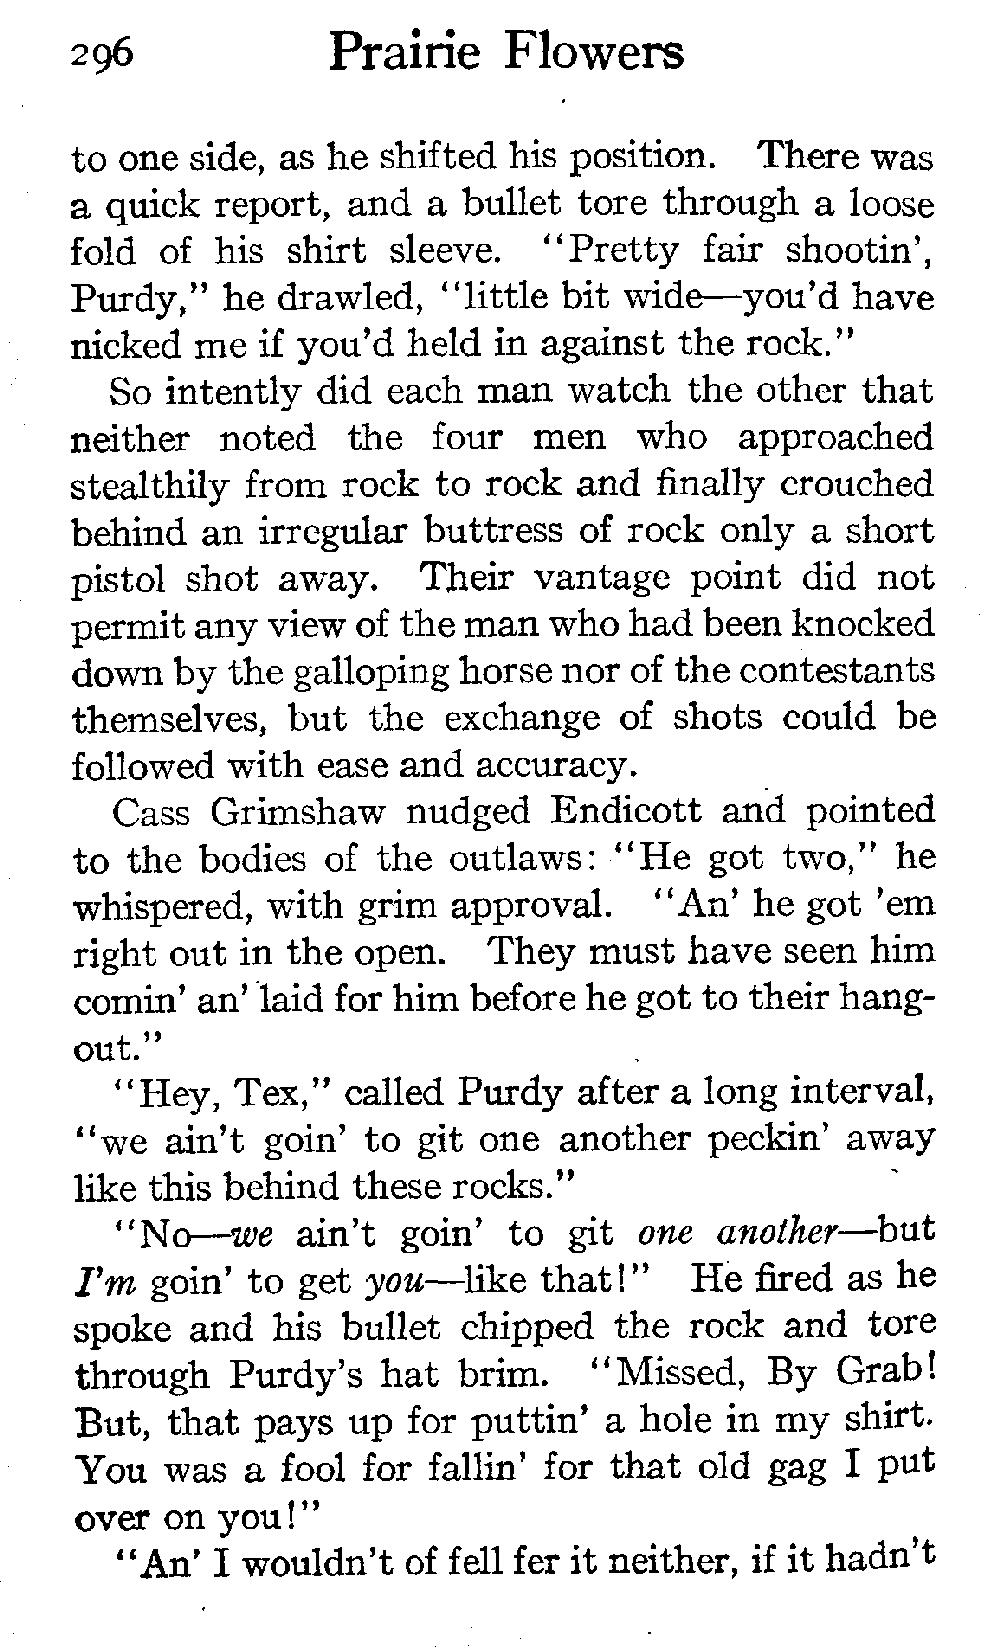 296 Prairie Flowers
to one side, as he shifted his position. There was
a quick report, and a bullet tore through a loose
fold of his shirt sleeve. "Pretty fair shootin',
Purdy," he drawled, "little bit wide—you'd have
nicked me if you'd held in against the rock."
So intently did each man watch the other that
neither noted the four men who approached
stealthily from rock to rock and finally crouched
behind an irregular buttress of rock only a short
pistol shot away. Their vantage point did not
permit any view of the man who had been knocked
down by the galloping horse nor of the contestants
themselves, but the exchange of shots could be
followed with ease and accuracy.
Cass Grimshaw nudged Endicott and pointed
to the bodies of the outlaws: "He got two," he
whispered, with grim approval. "An' he got 'em
right out in the open. They must have seen him
comin' an' laid for him before he got to their hang-
out."
"Hey, Tex," called Purdy after a long interval,
"we ain't goin' to git one another peckin' away
like this behind these rocks."
"No—we ain't goin' to git one another—but
I'm goin' to get you—like that!" He fired as he
spoke and his bullet chipped the rock and tore
through Purdy's hat brim. "Missed, By Grab!
But, that pays up for puttin' a hole in my shirt.
You was a fool for fallin' for that old gag I put
over on you!"
"An' I wouldn't of fell fer it neither, if it hadn't